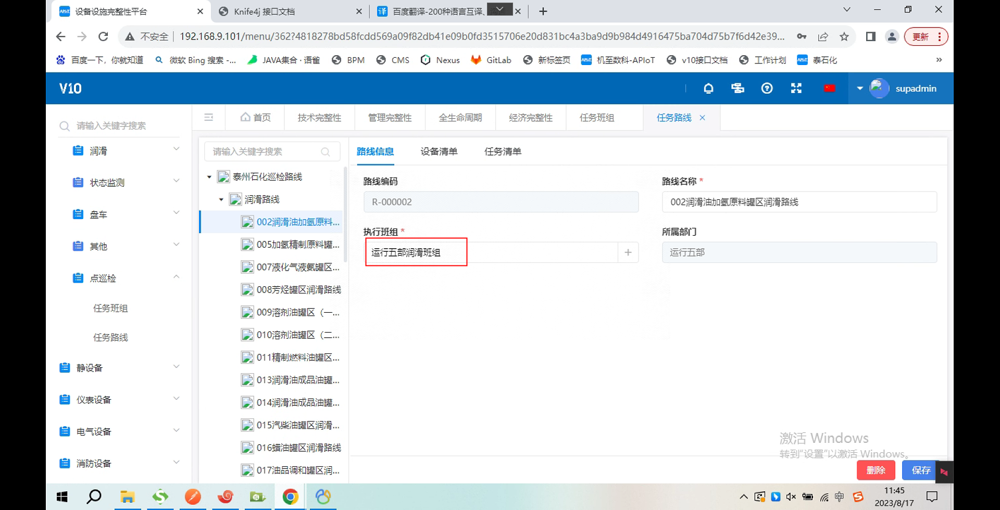 设备设施完整性平台
Knife4j 接口文档
百度翻译-200种语言互译、
不安全
192.168.9.101/menu/362?4818278bd58fcdd569a09f82db41e09b0fd3515706e20d831bc4a3ba9d9b984d4916475ba704d75b7f6d42e39...
更新
百度一下，你就知道
微软 Bing 搜索 -...
JAVA集合 · 语雀
BPM
CMS
Nexus
GitLab
新标签页
机至数科-APIoT
v10接口文档
工作计划
泰石化
V10
supadmin
请输入关键字搜索
首页
技术完整性
管理完整性
全生命周期
经济完整性
任务班组
任务路线
润滑
状态监测
盘车
其他
点巡检
任务班组
任务路线
静设备
仪表设备
电气设备
消防设备
请输入关键字搜索
泰州石化巡检路线
润滑路线
002润滑油加氢原料...
005加氢精制原料罐...
007液化气液氨罐区...
008芳烃罐区润滑路线
009溶剂油罐区（一...
010溶剂油罐区（二...
011精制燃料油罐区...
013润滑油成品油罐...
014润滑油成品油罐...
015汽柴油罐区润滑...
016蜡油罐区润滑路线
017油品调和罐区润...
路线信息
设备清单
任务清单
路线编码
R-000002
路线名称 *
002润滑油加氢原料罐区润滑路线
执行班组 *
运行五部润滑班组
所属部门
运行五部
激活 Windows
转到"设置"以激活 Windows。
删除
保存
中
11:45
2023/8/17